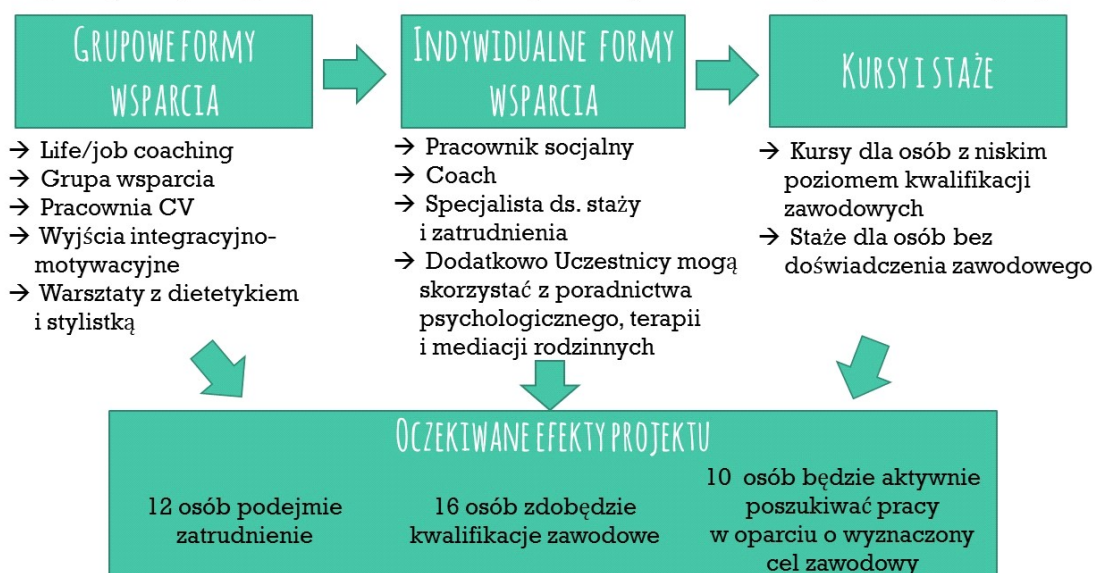 GRUPOWE FORMY
WSPARCIA
→ Life/job coaching
→ Grupa wsparcia
→ Pracownia CV
→ Wyjścia integracyjno-
motywacyjne
→ Warsztaty z dietetykiem
i stylistką
INDYWIDUALNE FORMY
WSPARCIA
→ Pracownik socjalny
→ Coach
→ Specjalista ds. staży
i zatrudnienia
→ Dodatkowo Uczestnicy mogą
skorzystać z poradnictwa
psychologicznego, terapii
i mediacji rodzinnych
KURSY I STAŻE
→ Kursy dla osób z niskim
poziomem kwalifikacji
zawodowych
→ Staże dla osób bez
doświadczenia zawodowego
OCZEKIWANE EFEKTY PROJEKTU
12 osób podejmie
zatrudnienie
16 osób zdobędzie
kwalifikacje zawodowe
10 osób będzie aktywnie
poszukiwać pracy
w oparciu o wyznaczony
cel zawodowy